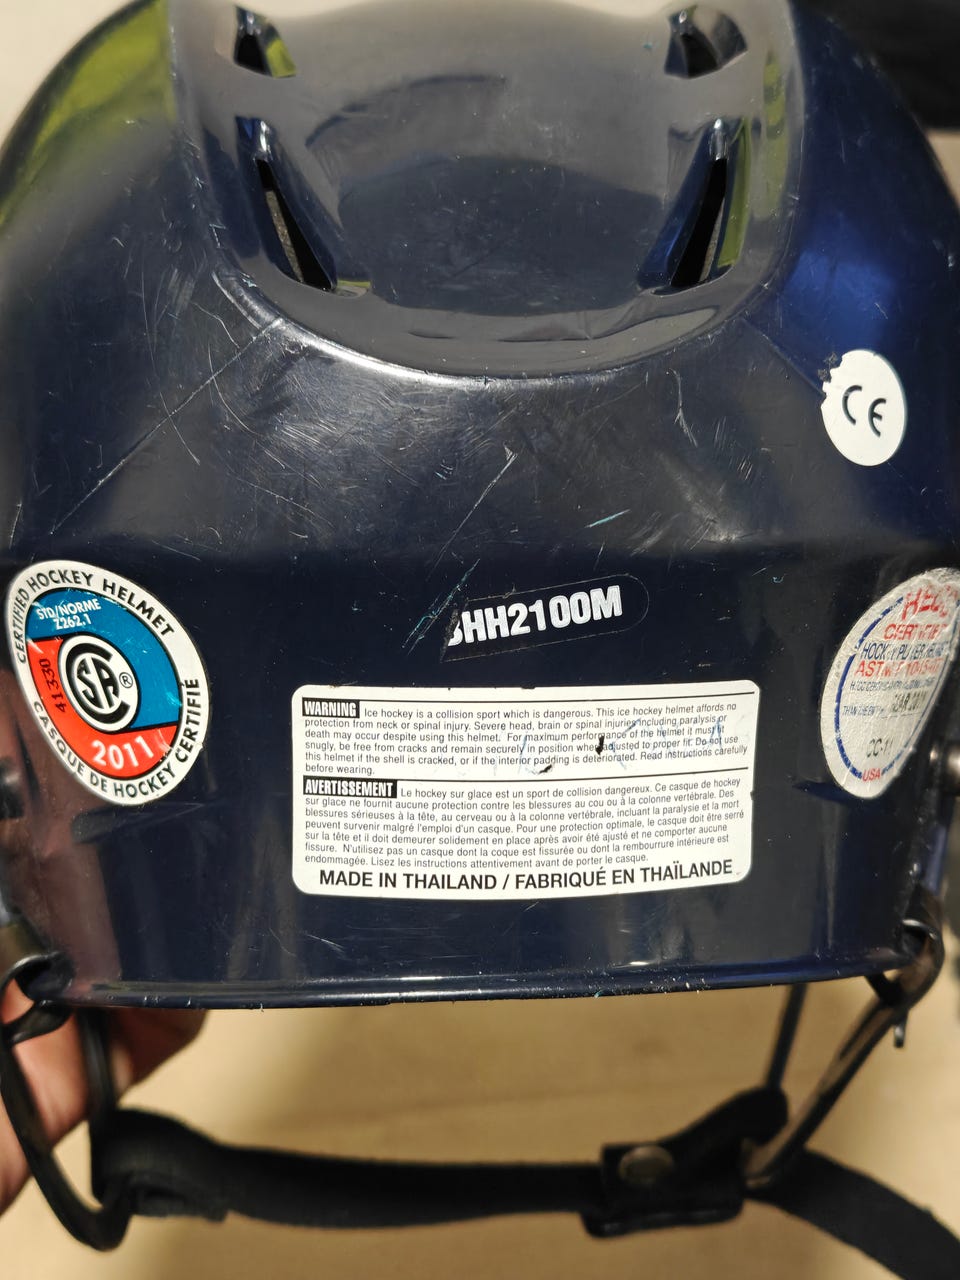 CE
CERTIFIED HOCKEY HELMET
STD/NORME
Z262,1
41-330
CSA®
2011
CASQUE DE HOCKEY CERTIFIÉ
HH2100M
CERTIFIE
HOCK
AST
USA
WARNING Ice hockey is a collision sport which is dangerous. This ice hockey helmet affords no
protection from neck or spinal injury. Severe head, brain or spinal injuries including paralysis or
death may occur despite using this helmet. For maximum performance of the helmet it must fit
snugly, be free from cracks and remain securely in position when adjusted to proper fit. Do not use
this helmet if the shell is cracked, or if the interior padding is deteriorated. Read instructions carefully
before wearing.
AVERTISSEMENT Le hockey sur glace est un sport de collision dangereux. Ce casque de hockey
sur glace ne fournit aucune protection contre les blessures au cou ou à la colonne vertébrale. Des
blessures sérieuses à la tête, au cerveau ou à la colonne vertébrale, incluant la paralysie et la mort
peuvent survenir malgré l'emploi d'un casque. Pour une protection optimale, le casque doit être serré
sur la tête et il doit demeurer solidement en place après avoir été ajusté et ne comporter aucune
fissure. N'utilisez pas un casque dont la coque est fissurée ou dont la rembourrure intérieure est
endommagée. Lisez les instructions attentivement avant de porter le casque.
MADE IN THAILAND / FABRIQUÉ EN THAÏLANDE